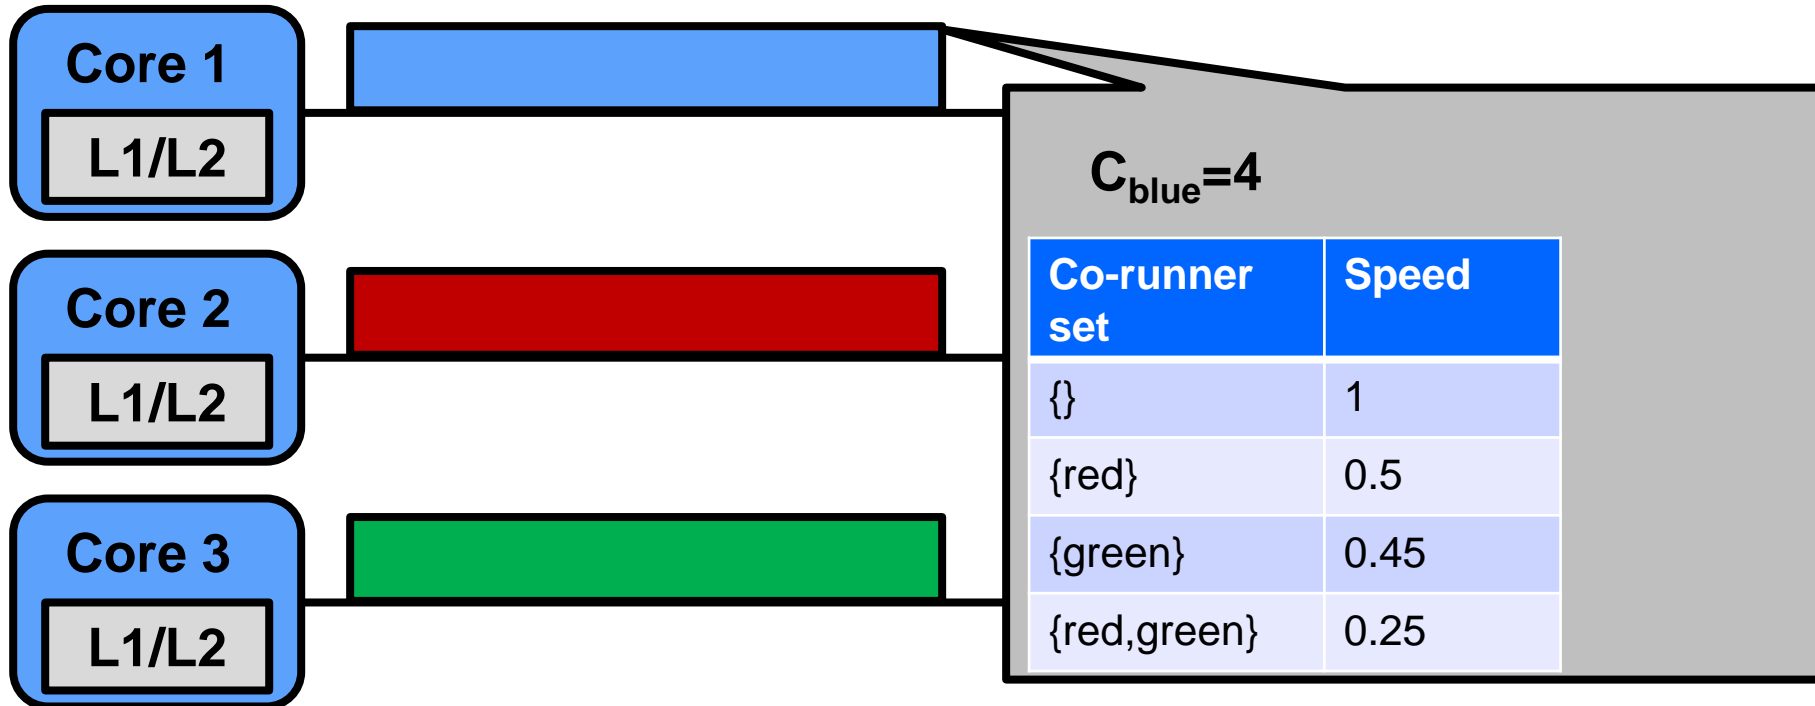 Core 1
L1/L2
Core 2
L1/L2
Core 3
L1/L2
C_blue=4
Co-runner set
Speed
{}
1
{red}
0.5
{green}
0.45
{red,green}
0.25